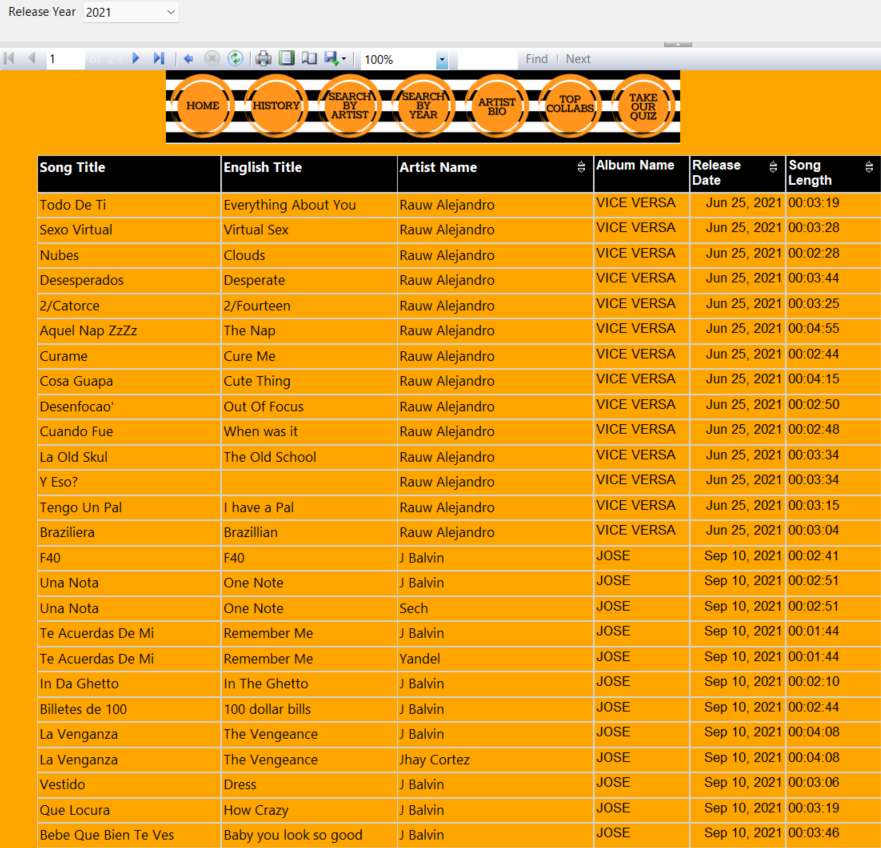 Release Year 2021
1 of 2? 100% Find | Next
HOME HISTORY SEARCH BY ARTIST SEARCH BY YEAR ARTIST BIO TOP COLLABS TAKE OUR QUIZ
Song Title English Title Artist Name Album Name Release Date Song Length
Todo De Ti Everything About You Rauw Alejandro VICE VERSA Jun 25, 2021 00:03:19
Sexo Virtual Virtual Sex Rauw Alejandro VICE VERSA Jun 25, 2021 00:03:28
Nubes Clouds Rauw Alejandro VICE VERSA Jun 25, 2021 00:02:28
Desesperados Desperate Rauw Alejandro VICE VERSA Jun 25, 2021 00:03:44
2/Catorce 2/Fourteen Rauw Alejandro VICE VERSA Jun 25, 2021 00:03:25
Aquel Nap ZzZz The Nap Rauw Alejandro VICE VERSA Jun 25, 2021 00:04:55
Curame Cure Me Rauw Alejandro VICE VERSA Jun 25, 2021 00:02:44
Cosa Guapa Cute Thing Rauw Alejandro VICE VERSA Jun 25, 2021 00:04:15
Desenfocao' Out Of Focus Rauw Alejandro VICE VERSA Jun 25, 2021 00:02:50
Cuando Fue When was it Rauw Alejandro VICE VERSA Jun 25, 2021 00:02:48
La Old Skul The Old School Rauw Alejandro VICE VERSA Jun 25, 2021 00:03:34
Y Eso? Rauw Alejandro VICE VERSA Jun 25, 2021 00:03:34
Tengo Un Pal I have a Pal Rauw Alejandro VICE VERSA Jun 25, 2021 00:03:15
Braziliera Brazillian Rauw Alejandro VICE VERSA Jun 25, 2021 00:03:04
F40 F40 J Balvin JOSE Sep 10, 2021 00:02:41
Una Nota One Note J Balvin JOSE Sep 10, 2021 00:02:51
Una Nota One Note Sech JOSE Sep 10, 2021 00:02:51
Te Acuerdas De Mi Remember Me J Balvin JOSE Sep 10, 2021 00:01:44
Te Acuerdas De Mi Remember Me Yandel JOSE Sep 10, 2021 00:01:44
In Da Ghetto In The Ghetto J Balvin JOSE Sep 10, 2021 00:02:10
Billetes de 100 100 dollar bills J Balvin JOSE Sep 10, 2021 00:02:44
La Venganza The Vengeance J Balvin JOSE Sep 10, 2021 00:04:08
La Venganza The Vengeance Jhay Cortez JOSE Sep 10, 2021 00:04:08
Vestido Dress J Balvin JOSE Sep 10, 2021 00:03:06
Que Locura How Crazy J Balvin JOSE Sep 10, 2021 00:03:19
Bebe Que Bien Te Ves Baby you look so good J Balvin JOSE Sep 10, 2021 00:03:46